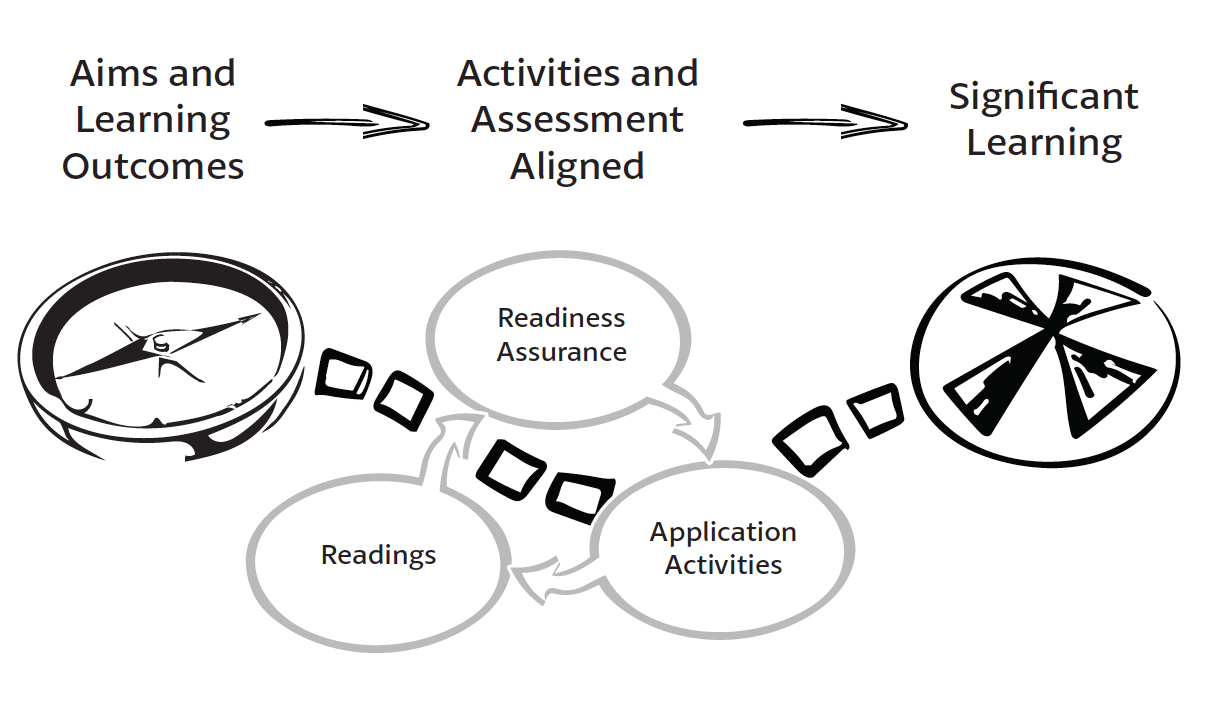 Aims and
Learning
Outcomes
Activities and
Assessment
Aligned
Significant
Learning
Readiness
Assurance
Readings
Application
Activities